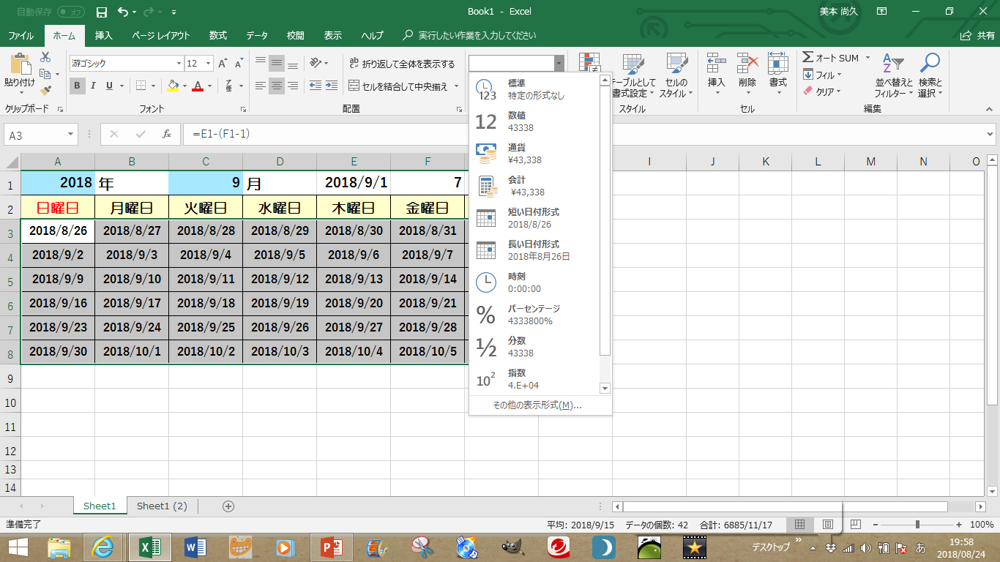 自動保存 オフ Book1 - Excel 美本 尚久
ファイル ホーム 挿入 ページ レイアウト 数式 データ 校閲 表示 ヘルプ 実行したい作業を入力してください 共有
貼り付け
游ゴシック 12 A A
B I U A
ab 折り返して全体を表示する
セルを結合して中央揃え
テーブルとして
書式設定
セルの
スタイル
挿入 削除 書式
Σ オート SUM
フィル
クリア
並べ替えと
フィルター
検索と
選択
クリップボード フォント 配置 スタイル セル 編集
標準
特定の形式なし
数値
43338
通貨
¥43,338
会計
¥43,338
短い日付形式
2018/8/26
長い日付形式
2018年8月26日
時刻
0:00:00
パーセンテージ
4333800%
分数
43338
指数
4.E+04
その他の表示形式(M)...
A3 fx =E1-(F1-1)
A B C D E F I J K L M N O
1 2018 年 9 月 2018/9/1 7
2 日曜日 月曜日 火曜日 水曜日 木曜日 金曜日
3 2018/8/26 2018/8/27 2018/8/28 2018/8/29 2018/8/30 2018/8/31
4 2018/9/2 2018/9/3 2018/9/4 2018/9/5 2018/9/6 2018/9/7
5 2018/9/9 2018/9/10 2018/9/11 2018/9/12 2018/9/13 2018/9/14
6 2018/9/16 2018/9/17 2018/9/18 2018/9/19 2018/9/20 2018/9/21
7 2018/9/23 2018/9/24 2018/9/25 2018/9/26 2018/9/27 2018/9/28
8 2018/9/30 2018/10/1 2018/10/2 2018/10/3 2018/10/4 2018/10/5
9
10
11
12
13
14
Sheet1 Sheet1 (2)
準備完了 平均: 2018/9/15 データの個数: 42 合計: 6885/11/17 100%
デスクトップ あ 19:58
2018/08/24